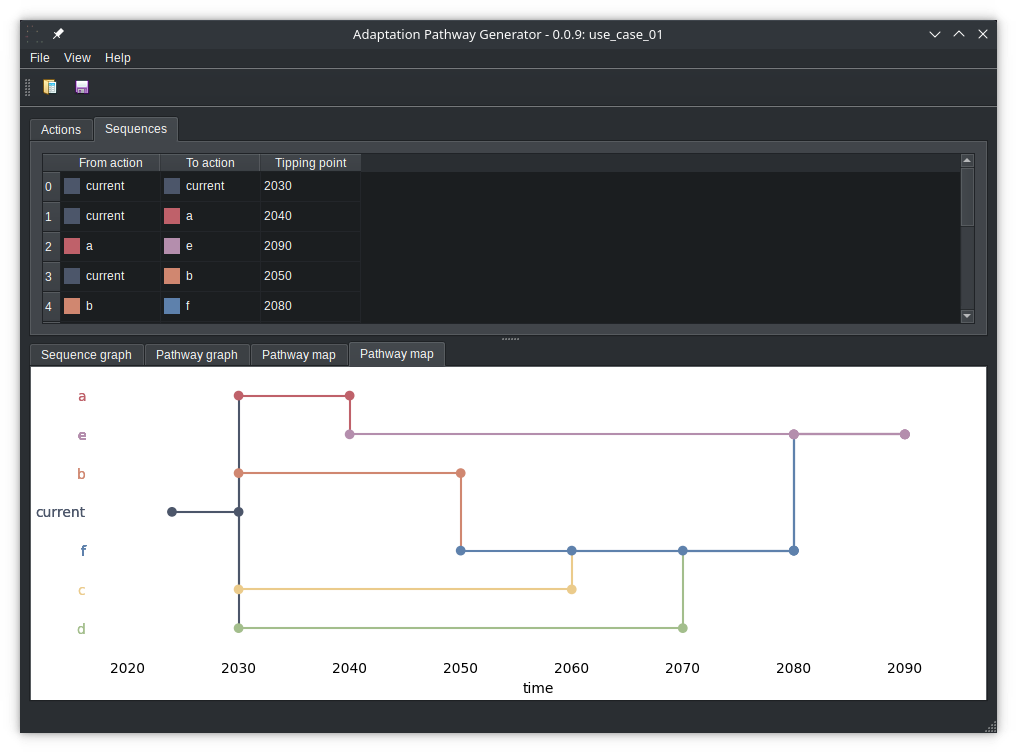 Adaptation Pathway Generator - 0.0.9: use_case_01
File View Help
Actions Sequences
From action To action Tipping point
0 current current 2030
1 current a 2040
2 a e 2090
3 current b 2050
4 b f 2080
Sequence graph Pathway graph Pathway map Pathway map
a
e
b
current
f
c
d
2020 2030 2040 2050 2060 2070 2080 2090
time